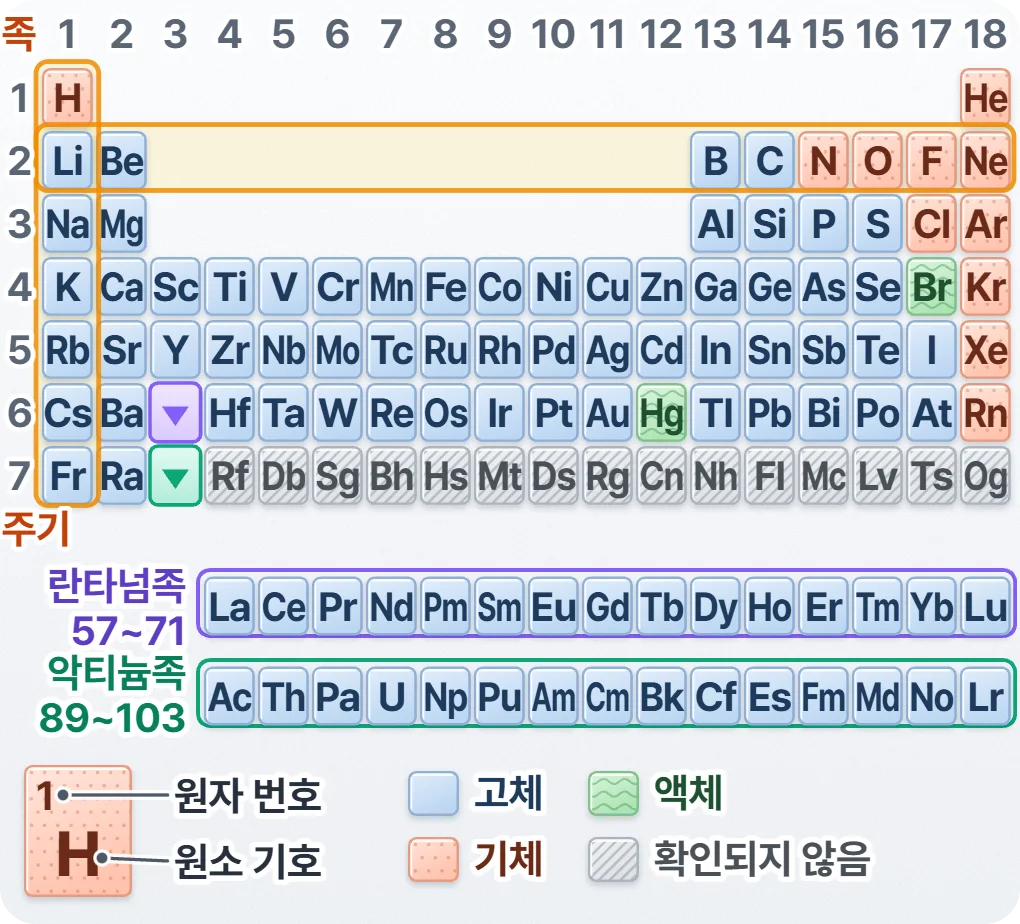 족 1 2 3 4 5 6 7 8 9 10 11 12 13 14 15 16 17 18
1 H He
2 Li Be B C N O F Ne
3 Na Mg Al Si P S Cl Ar
4 K Ca Sc Ti V Cr Mn Fe Co Ni Cu Zn Ga Ge As Se Br Kr
5 Rb Sr Y Zr Nb Mo Tc Ru Rh Pd Ag Cd In Sn Sb Te I Xe
6 Cs Ba Hf Ta W Re Os Ir Pt Au Hg Tl Pb Bi Po At Rn
7 Fr Ra Rf Db Sg Bh Hs Mt Ds Rg Cn Nh Fl Mc Lv Ts Og
주기
란타넘족 La Ce Pr Nd Pm Sm Eu Gd Tb Dy Ho Er Tm Yb Lu
57~71
악티늄족 Ac Th Pa U Np Pu Am Cm Bk Cf Es Fm Md No Lr
89~103
1 원자 번호 고체 액체
H 원소 기호 기체 확인되지 않음